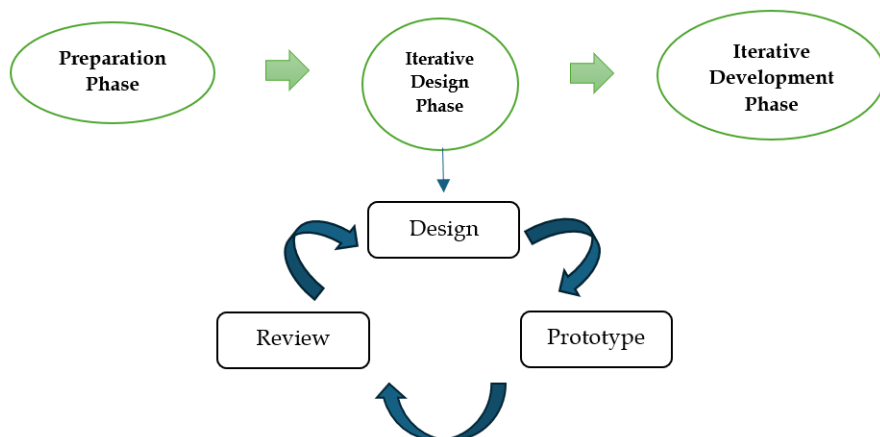 Preparation
Phase
Iterative
Design
Phase
Iterative
Development
Phase
Design
Review
Prototype